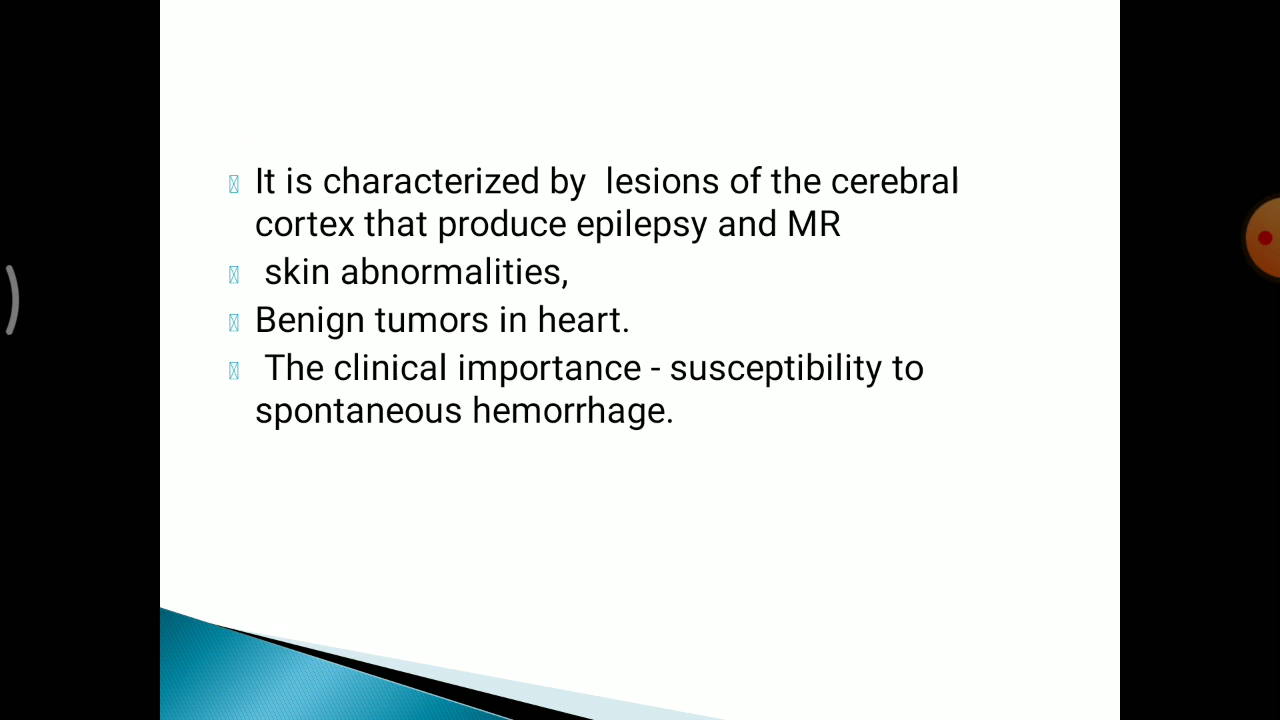 It is characterized by lesions of the cerebral
cortex that produce epilepsy and MR
skin abnormalities,
Benign tumors in heart.
The clinical importance - susceptibility to
spontaneous hemorrhage.